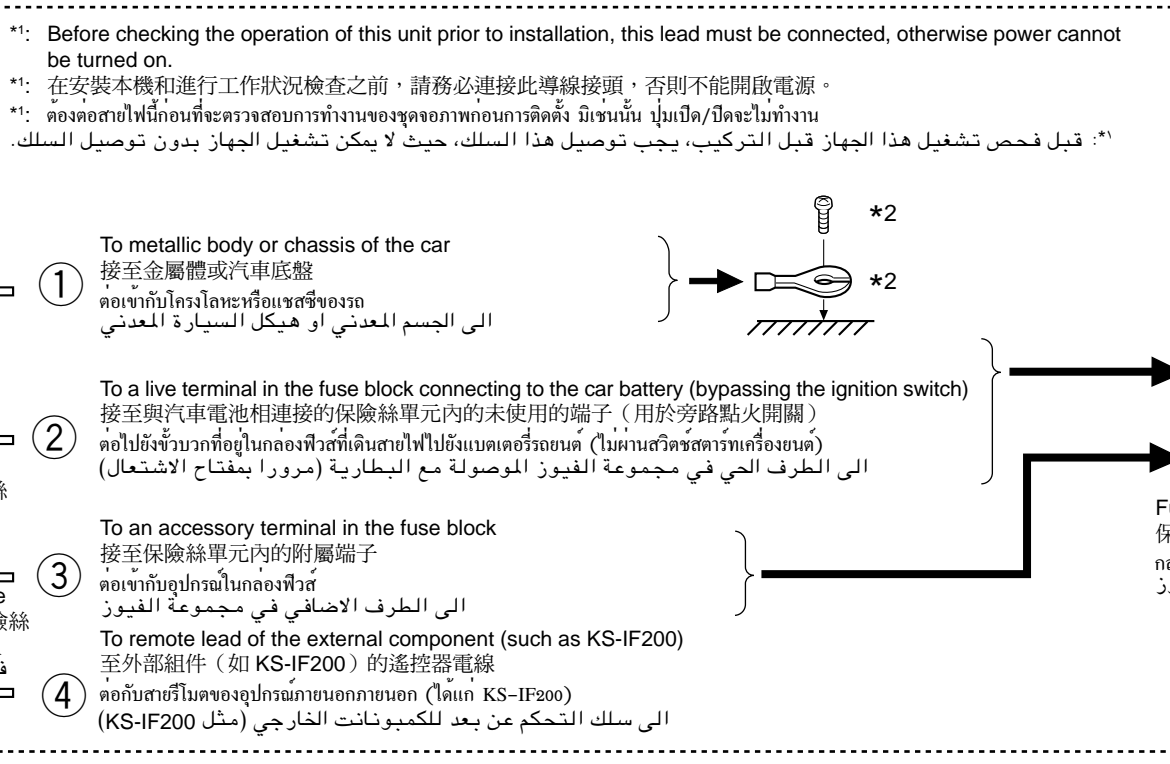 *1: Before checking the operation of this unit prior to installation, this lead must be connected, otherwise power cannot
be turned on.
*1: 在安裝本機和進行工作狀況檢查之前，請務必連接此導線接頭，否則不能開啟電源。
*1: ต้องต่อสายไฟนี้ก่อนที่จะตรวจสอบการทำงานของชุดจอภาพก่อนการติดตั้ง มิเช่นนั้น ปุ่มเปิด/ปิดจะไม่ทำงาน
*١: قبل فحص تشغيل هذا الجهاز قبل التركيب، يجب توصيل هذا السلك، حيث لا يمكن تشغيل الجهاز بدون توصيل السلك.
*2
*2
1
To metallic body or chassis of the car
接至金屬體或汽車底盤
ต่อเข้ากับโครงโลหะหรือแชสซีของรถ
الى الجسم المعدني او هيكل السيارة المعدني
2
To a live terminal in the fuse block connecting to the car battery (bypassing the ignition switch)
接至與汽車電池相連接的保險絲單元內的未使用的端子（用於旁路點火開關）
ต่อไปยังขั้วบวกที่อยู่ในกล่องฟิวส์ที่เดินสายไฟไปยังแบตเตอรี่รถยนต์ (ไม่ผ่านสวิตช์สตาร์ทเครื่องยนต์)
الى الطرف الحي في مجموعة الفيوز الموصولة مع البطارية (مرورا بمفتاح الاشتعال)
絲
3
To an accessory terminal in the fuse block
接至保險絲單元內的附屬端子
ต่อเข้ากับอุปกรณ์ในกล่องฟิวส์
الى الطرف الاضافي في مجموعة الفيوز
e
險絲
4
To remote lead of the external component (such as KS-IF200)
至外部組件（如 KS-IF200）的遙控器電線
ต่อกับสายรีโมตของอุปกรณ์ภายนอกภายนอก (ได้แก่ KS-IF200)
الى سلك التحكم عن بعد للكمبونانت الخارجي (مثل KS-IF200)
Fu
保
กล